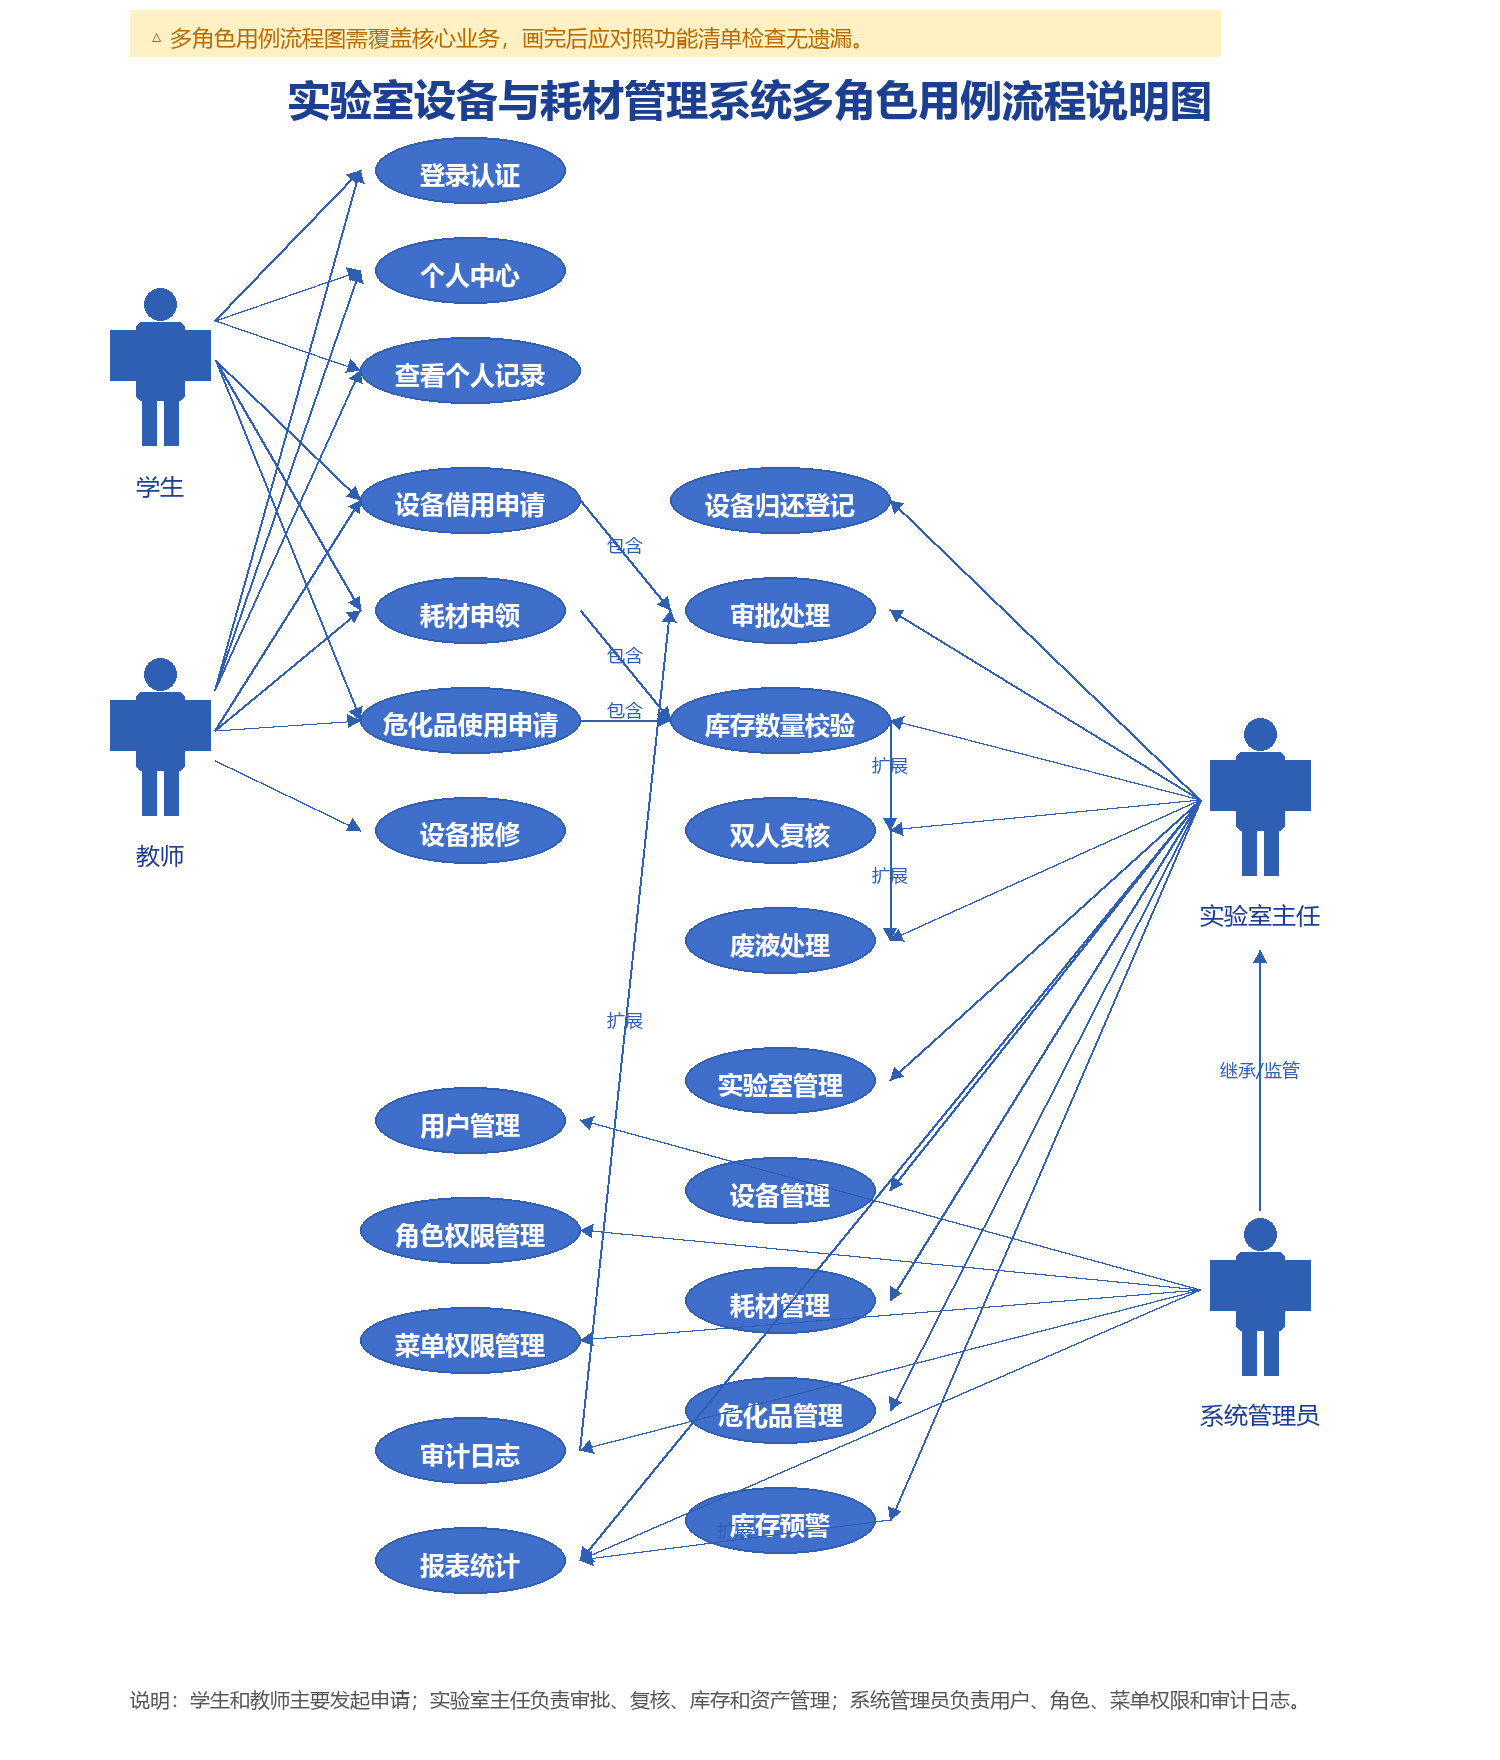 △ 多角色用例流程图需覆盖核心业务，画完后应对照功能清单检查无遗漏。
实验室设备与耗材管理系统多角色用例流程说明图
登录认证
个人中心
查看个人记录
学生
设备借用申请
设备归还登记
包含
耗材申领
审批处理
包含
包含
危化品使用申请
库存数量校验
扩展
教师
设备报修
双人复核
扩展
实验室主任
废液处理
扩展
继承/监管
实验室管理
用户管理
设备管理
角色权限管理
耗材管理
菜单权限管理
危化品管理
系统管理员
审计日志
库存预警
扩展
报表统计
说明：学生和教师主要发起申请；实验室主任负责审批、复核、库存和资产管理；系统管理员负责用户、角色、菜单权限和审计日志。